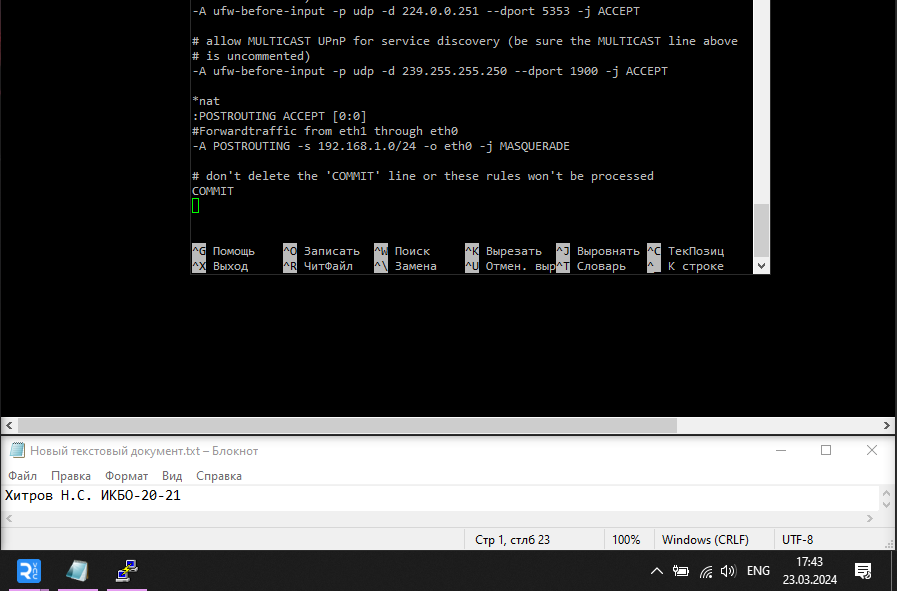 -A ufw-before-input -p udp -d 224.0.0.251 --dport 5353 -j ACCEPT
# allow MULTICAST UPnP for service discovery (be sure the MULTICAST line above
# is uncommented)
-A ufw-before-input -p udp -d 239.255.255.250 --dport 1900 -j ACCEPT
*nat
:POSTROUTING ACCEPT [0:0]
#Forwardtraffic from eth1 through eth0
-A POSTROUTING -s 192.168.1.0/24 -o eth0 -j MASQUERADE
# don't delete the 'COMMIT' line or these rules won't be processed
COMMIT
^G Помощь ^O Записать ^W Поиск ^K Вырезать ^J Выровнять ^C ТекПозиц
^X Выход ^R ЧитФайл ^\ Замена ^U Отмен. выр^T Словарь ^_ К строке
Новый текстовый документ.txt – Блокнот
Файл Правка Формат Вид Справка
Хитров Н.С. ИКБО-20-21
Стр 1, стлб 23 100% Windows (CRLF) UTF-8
ENG 17:43
23.03.2024